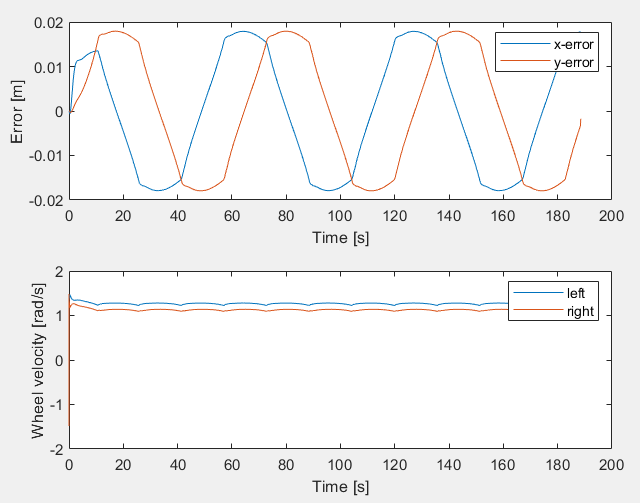 0.02
0.01
0
-0.01
-0.02
Error [m]
x-error
y-error
0 20 40 60 80 100 120 140 160 180 200
Time [s]
2
1
0
-1
-2
Wheel velocity [rad/s]
left
right
0 20 40 60 80 100 120 140 160 180 200
Time [s]